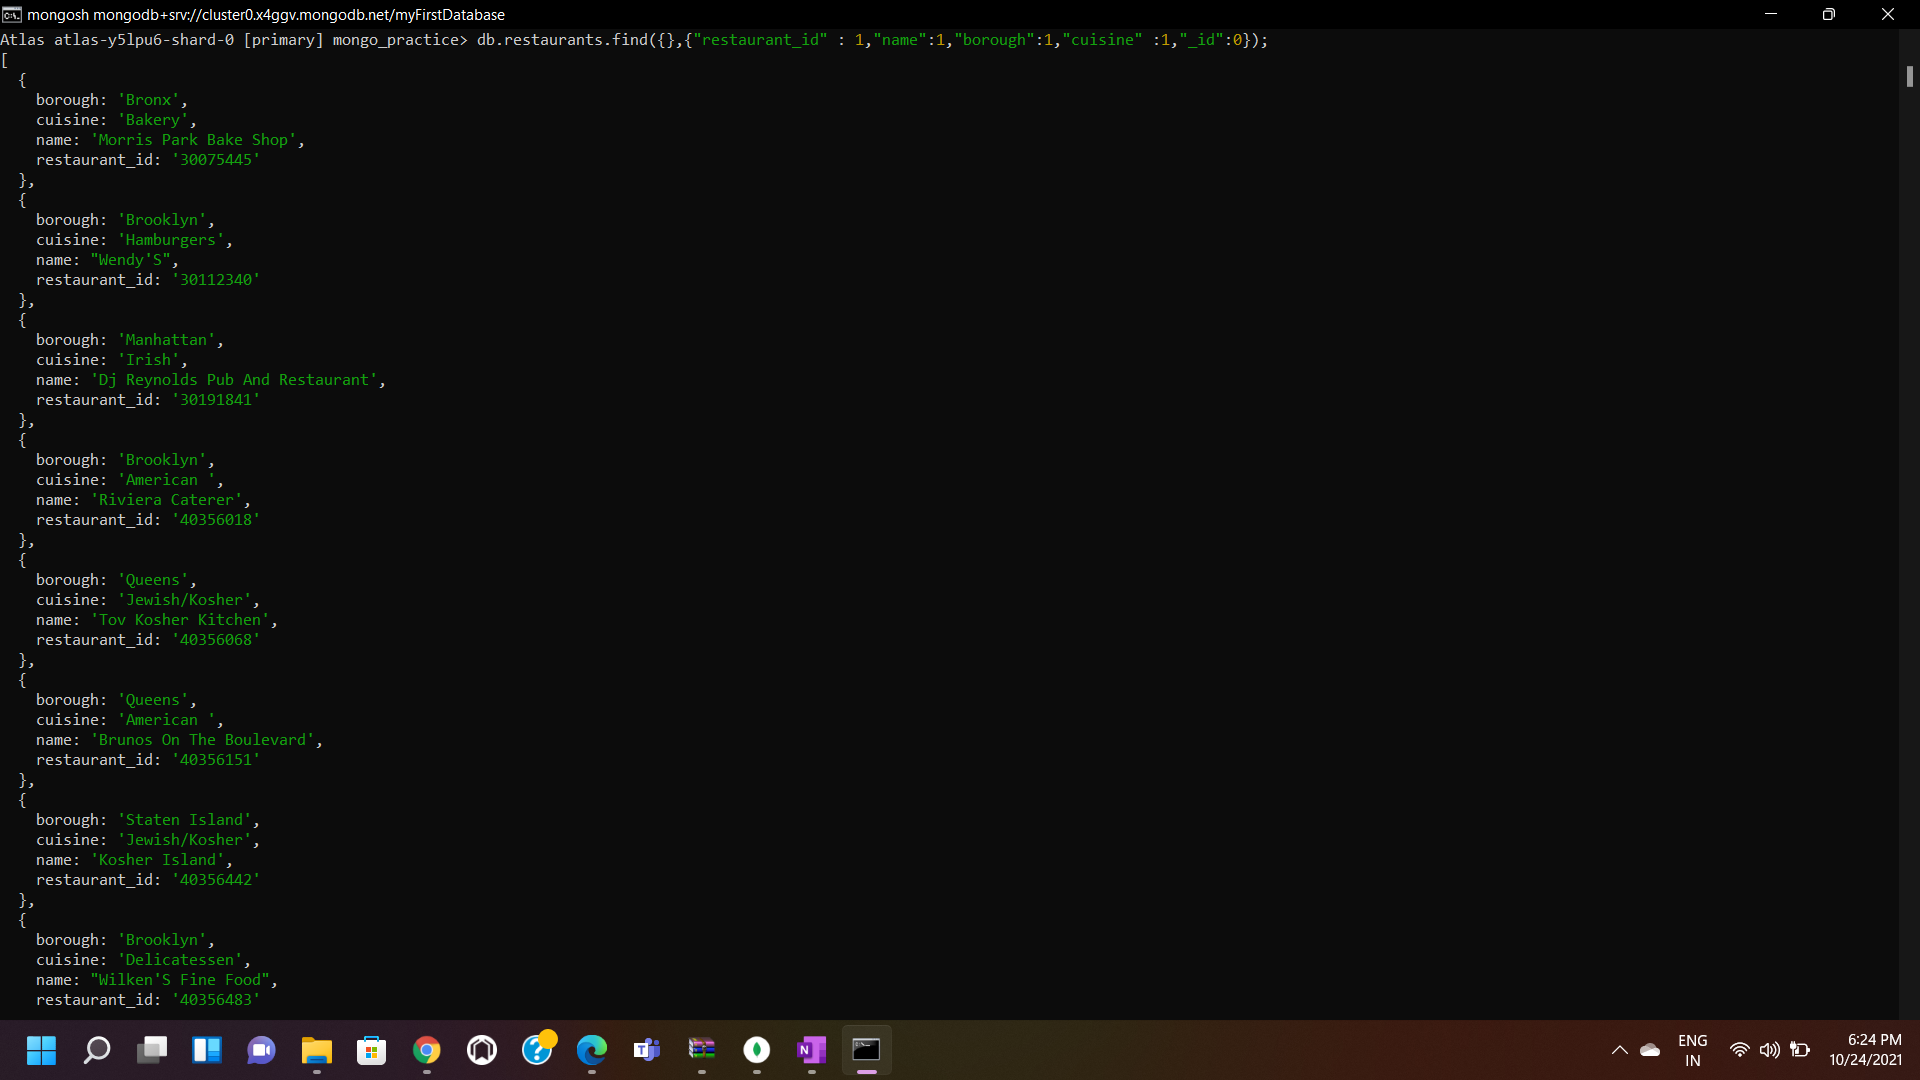 mongosh mongodb+srv://cluster0.x4ggv.mongodb.net/myFirstDatabase
Atlas atlas-y5lpu6-shard-0 [primary] mongo_practice> db.restaurants.find({},{"restaurant_id" : 1,"name":1,"borough":1,"cuisine" :1,"_id":0});
[
  {
    borough: 'Bronx',
    cuisine: 'Bakery',
    name: 'Morris Park Bake Shop',
    restaurant_id: '30075445'
  },
  {
    borough: 'Brooklyn',
    cuisine: 'Hamburgers',
    name: "Wendy'S",
    restaurant_id: '30112340'
  },
  {
    borough: 'Manhattan',
    cuisine: 'Irish',
    name: 'Dj Reynolds Pub And Restaurant',
    restaurant_id: '30191841'
  },
  {
    borough: 'Brooklyn',
    cuisine: 'American ',
    name: 'Riviera Caterer',
    restaurant_id: '40356018'
  },
  {
    borough: 'Queens',
    cuisine: 'Jewish/Kosher',
    name: 'Tov Kosher Kitchen',
    restaurant_id: '40356068'
  },
  {
    borough: 'Queens',
    cuisine: 'American ',
    name: 'Brunos On The Boulevard',
    restaurant_id: '40356151'
  },
  {
    borough: 'Staten Island',
    cuisine: 'Jewish/Kosher',
    name: 'Kosher Island',
    restaurant_id: '40356442'
  },
  {
    borough: 'Brooklyn',
    cuisine: 'Delicatessen',
    name: "Wilken'S Fine Food",
    restaurant_id: '40356483'
ENG
IN
6:24 PM
10/24/2021